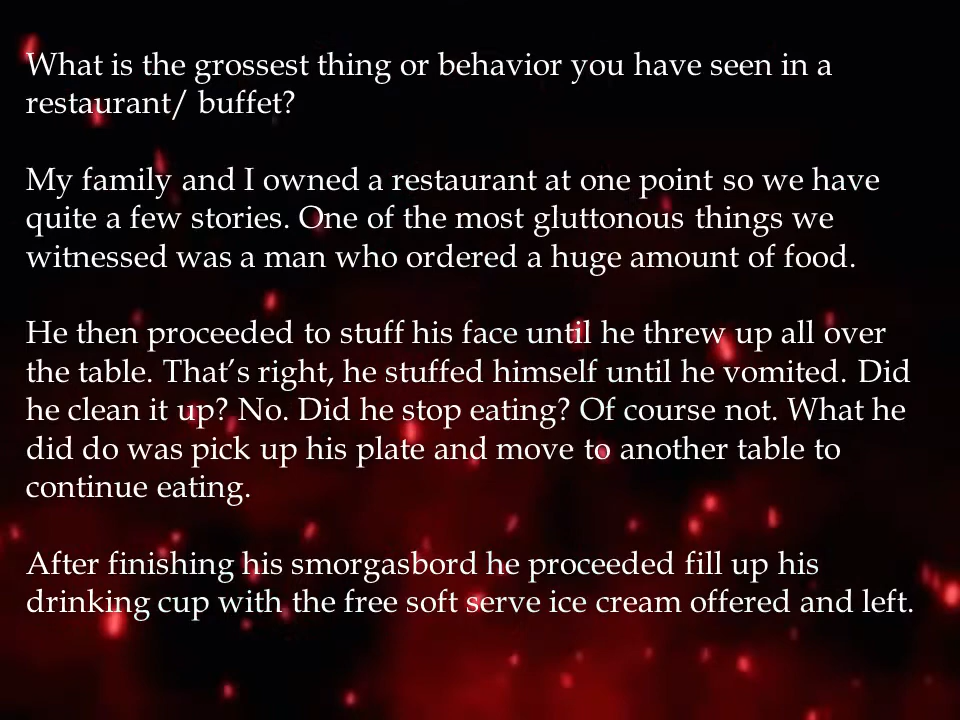 What is the grossest thing or behavior you have seen in a
restaurant/ buffet?
My family and I owned a restaurant at one point so we have
quite a few stories. One of the most gluttonous things we
witnessed was a man who ordered a huge amount of food.
He then proceeded to stuff his face until he threw up all over
the table. That’s right, he stuffed himself until he vomited. Did
he clean it up? No. Did he stop eating? Of course not. What he
did do was pick up his plate and move to another table to
continue eating.
After finishing his smorgasbord he proceeded fill up his
drinking cup with the free soft serve ice cream offered and left.